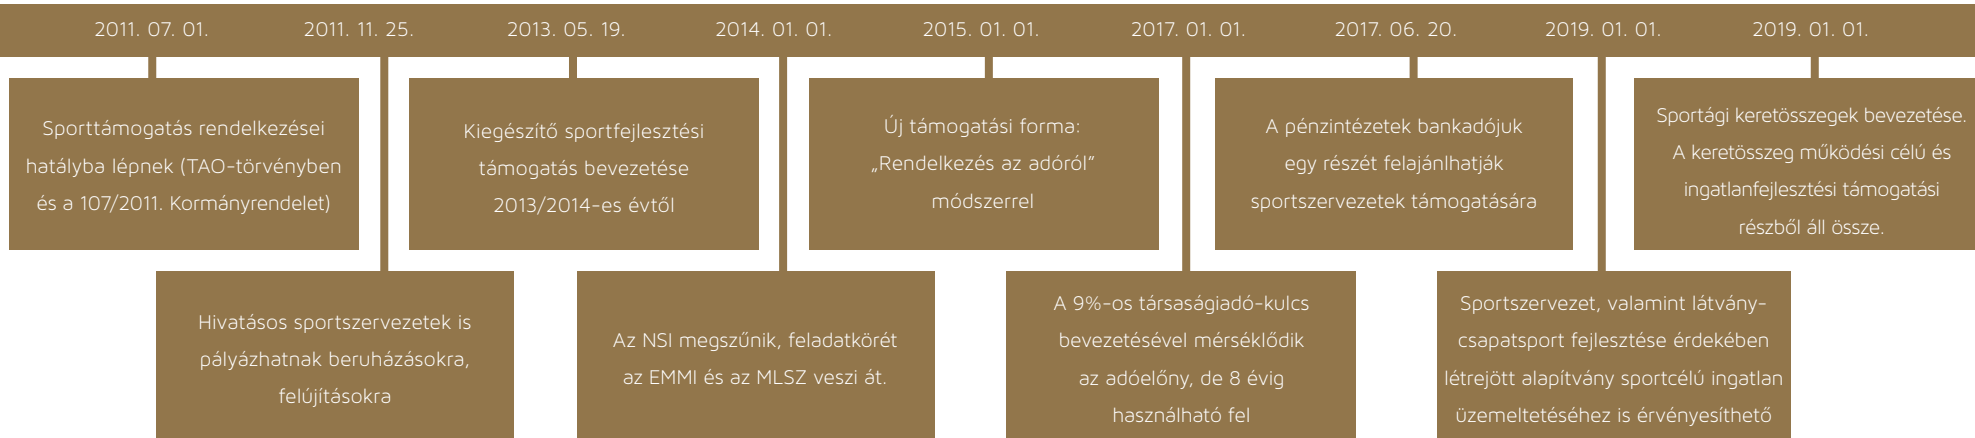 2011. 07. 01.
2011. 11. 25.
2013. 05. 19.
2014. 01. 01.
2015. 01. 01.
2017. 01. 01.
2017. 06. 20.
2019. 01. 01.
2019. 01. 01.
Sporttámogatás rendelkezései
hatályba lépnek (TAO-törvényben
és a 107/2011. Kormányrendelet)
Kiegészítő sportfejlesztési
támogatás bevezetése
2013/2014-es évtől
Új támogatási forma:
„Rendelkezés az adóról”
módszerrel
A pénzintézetek bankadójuk
egy részét felajánlhatják
sportszervezetek támogatására
Sportági keretösszegek bevezetése.
A keretösszeg működési célú és
ingatlanfejlesztési támogatási
részből áll össze.
Hivatásos sportszervezetek is
pályázhatnak beruházásokra,
felújításokra
Az NSI megszűnik, feladatkörét
az EMMI és az MLSZ veszi át.
A 9%-os társaságiadó-kulcs
bevezetésével mérséklődik
az adóelőny, de 8 évig
használható fel
Sportszervezet, valamint látvány-
csapatsport fejlesztése érdekében
létrejött alapítvány sportcélú ingatlan
üzemeltetéséhez is érvényesíthető